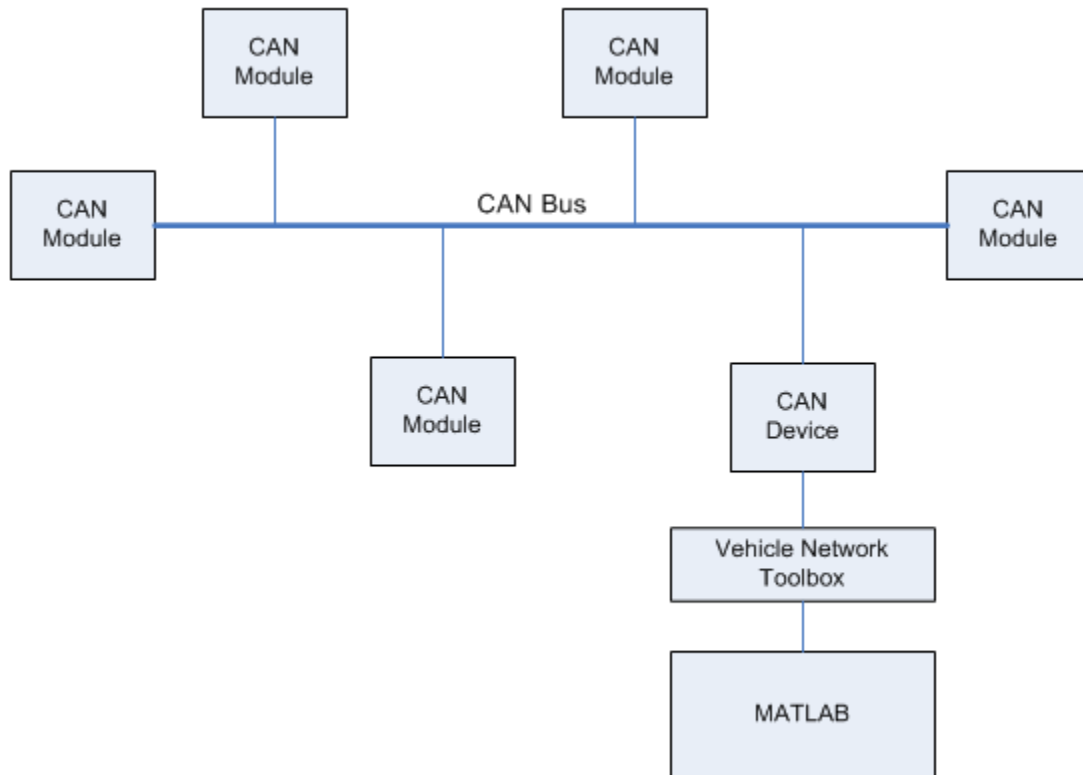 CAN
Module
CAN
Module
CAN
Module
CAN Bus
CAN
Module
CAN
Module
CAN
Device
Vehicle Network
Toolbox
MATLAB